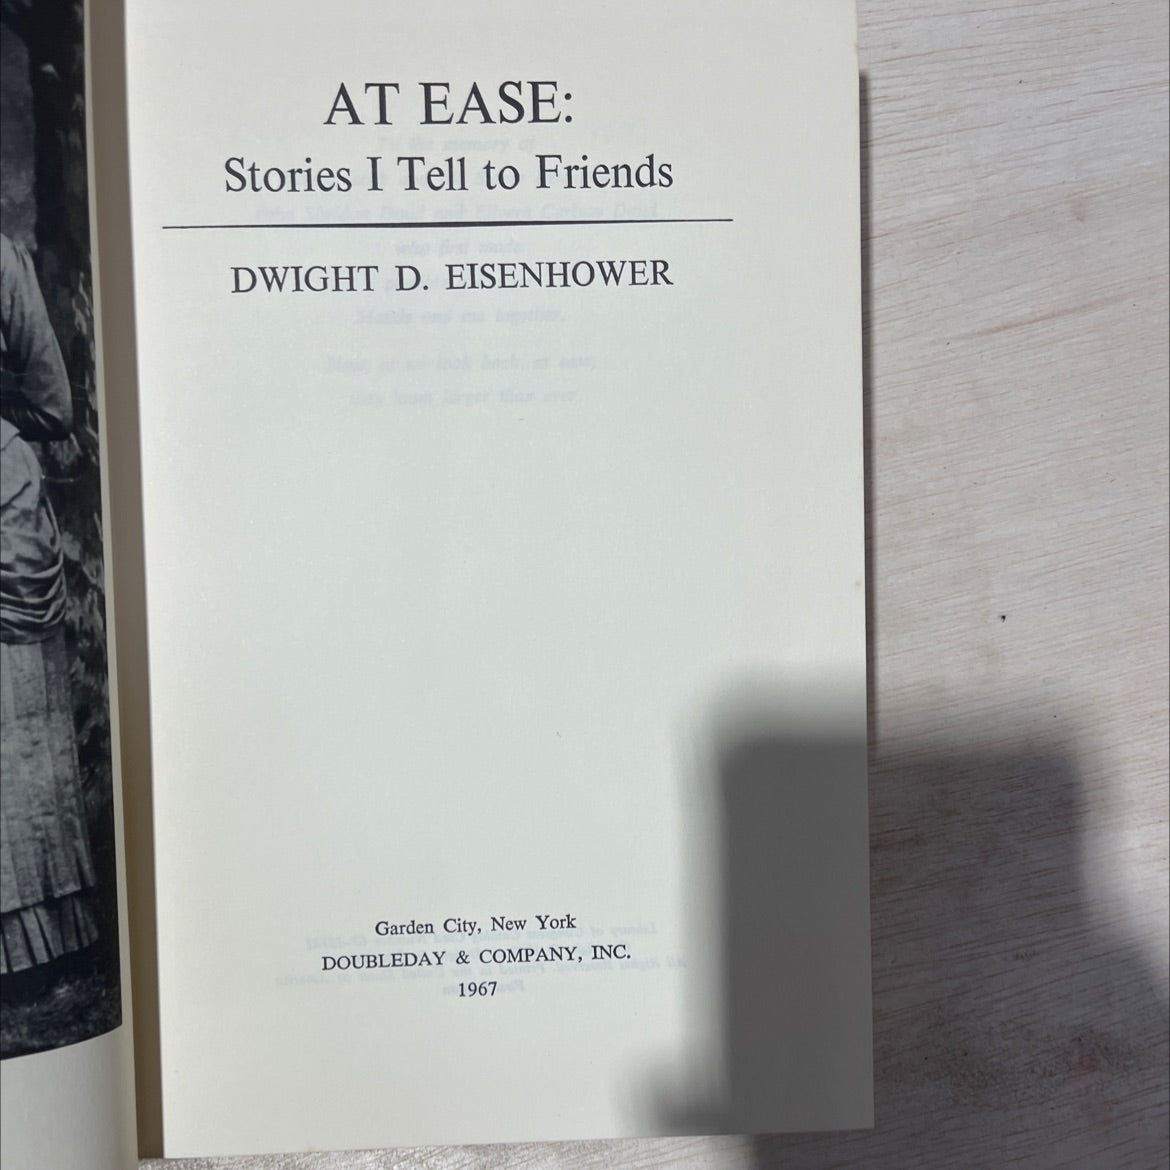 AT EASE:
Stories I Tell to Friends
DWIGHT D. EISENHOWER
Garden City, New York
DOUBLEDAY & COMPANY, INC.
1967